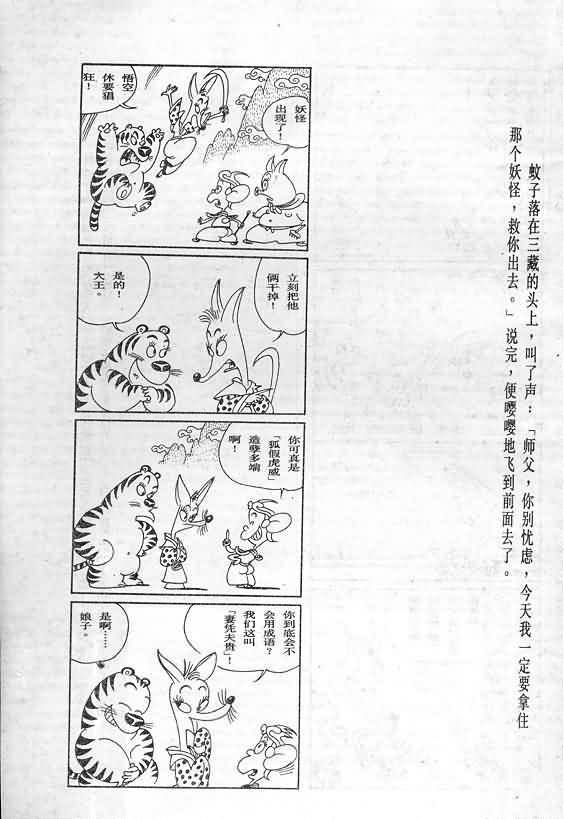 蚊子落在三藏的头上，叫了声：「师父，你别忧虑，今天我一定要拿住
那个妖怪，救你出去。」说完，便嘤嘤地飞到前面去了。
妖怪
出现了！
悟空
休要猖
狂！
立刻把他
俩干掉！
是的！
大王。
你可真是
「狐假虎威」
造孽多端
啊！
你到底会不
会用成语？
我们这叫
「妻凭夫贵」！
是啊……
娘子。